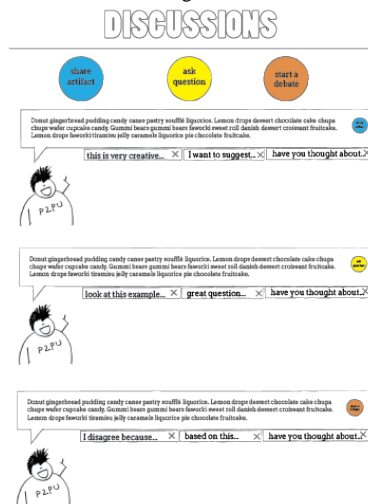 DISCUSSIONS
share
artifact
ask
question
start a
debate
Donut gingerbread pudding candy canes pastry soufflé liquorice. Lemon drops dessert chocolate cake chupa
chups wafer cupcake candy. Gummi bears gummi bears faworki sweet roll danish dessert croissant fruitcake.
Lemon drops faworki tiramisu jelly caramels liquorice pie chocolate fruitcake.
this is very creative... X I want to suggest... X have you thought about...X
P2PU
Donut gingerbread pudding candy canes pastry soufflé liquorice. Lemon drops dessert chocolate cake chupa
chups wafer cupcake candy. Gummi bears gummi bears faworki sweet roll danish dessert croissant fruitcake.
Lemon drops faworki tiramisu jelly caramels liquorice pie chocolate fruitcake.
look at this example... X great question... X have you thought about...X
P2PU
Donut gingerbread pudding candy canes pastry soufflé liquorice. Lemon drops dessert chocolate cake chupa
chups wafer cupcake candy. Gummi bears gummi bears faworki sweet roll danish dessert croissant fruitcake.
Lemon drops faworki tiramisu jelly caramels liquorice pie chocolate fruitcake.
I disagree because... X based on this... X have you thought about...X
P2PU